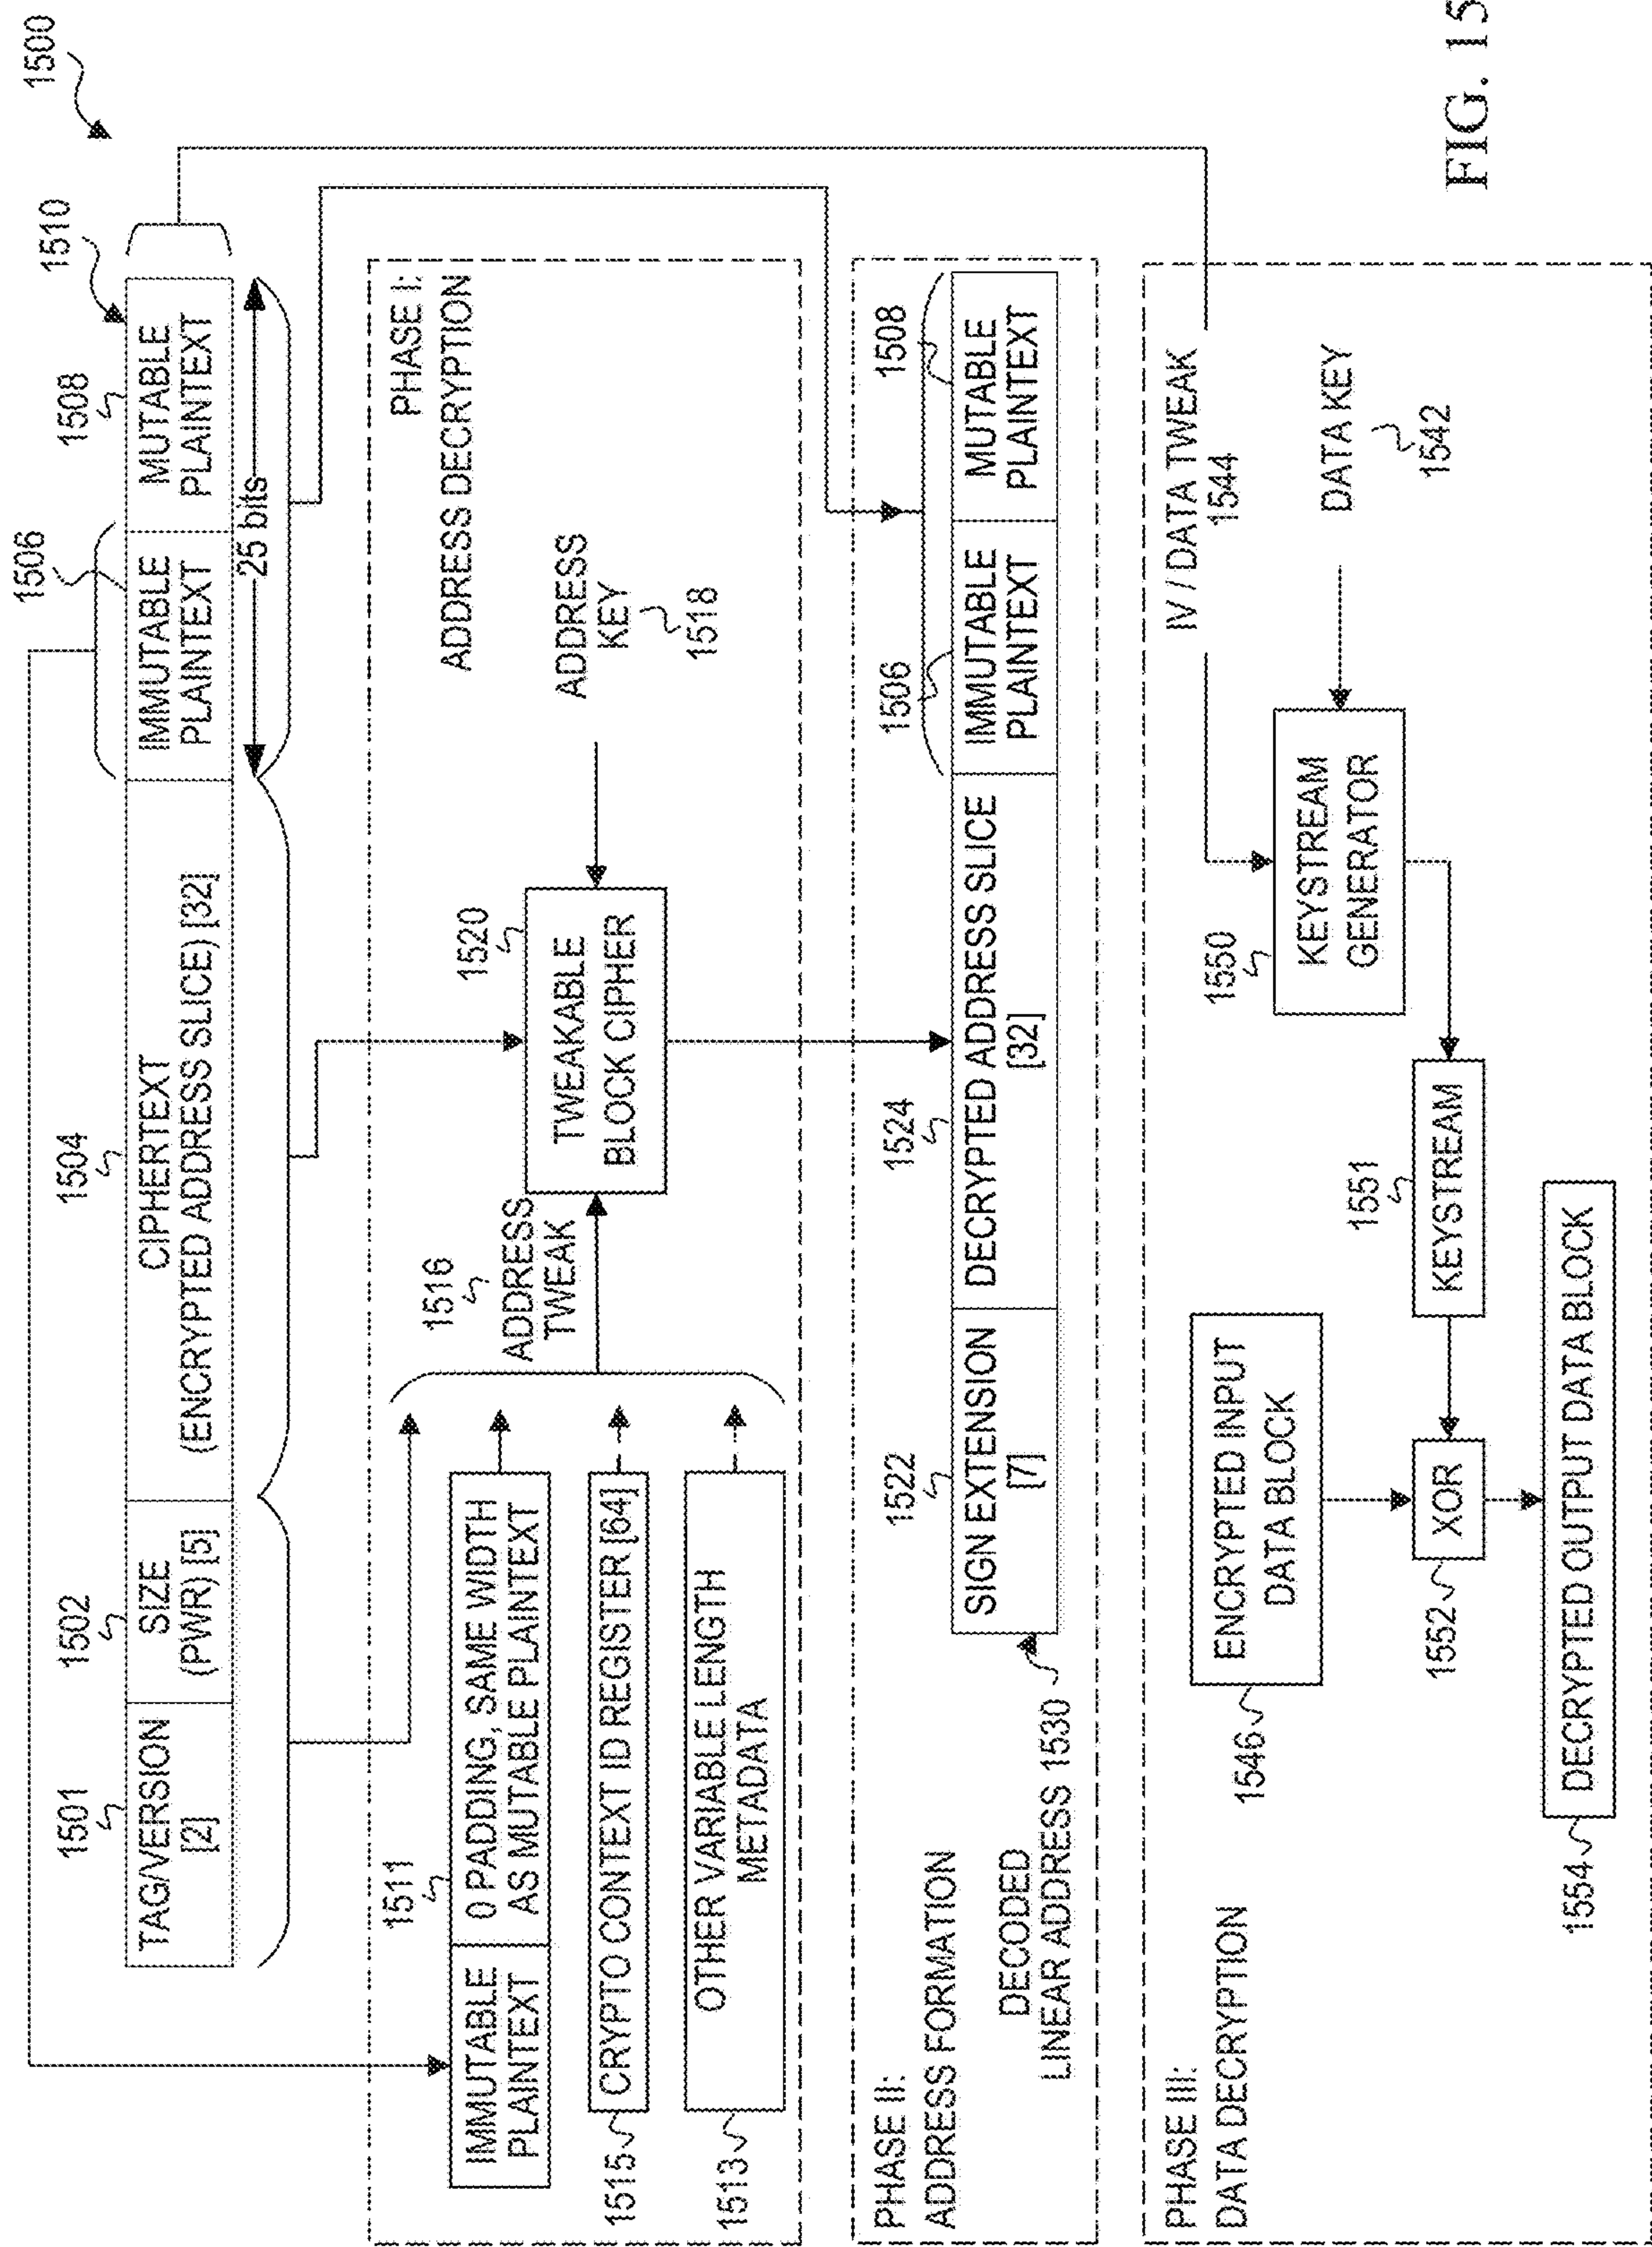 1500
1501
1502
1504
1506
1508
1510
TAG/VERSION
[2]
SIZE
(PWR) [5]
CIPHERTEXT
(ENCRYPTED ADDRESS SLICE) [32]
IMMUTABLE
PLAINTEXT
MUTABLE
PLAINTEXT
25 bits
PHASE I:
ADDRESS DECRYPTION
1511
IMMUTABLE
PLAINTEXT
0 PADDING, SAME WIDTH
AS MUTABLE PLAINTEXT
1515
CRYPTO CONTEXT ID REGISTER [64]
1513
OTHER VARIABLE LENGTH
METADATA
1516
ADDRESS
TWEAK
1520
TWEAKABLE
BLOCK CIPHER
ADDRESS
KEY
1518
PHASE II:
ADDRESS FORMATION
DECODED
LINEAR ADDRESS 1530
1522
SIGN EXTENSION
[7]
1524
DECRYPTED ADDRESS SLICE
[32]
1506
IMMUTABLE
PLAINTEXT
1508
MUTABLE
PLAINTEXT
PHASE III:
DATA DECRYPTION
1546
ENCRYPTED INPUT
DATA BLOCK
1552
XOR
1551
KEYSTREAM
1550
KEYSTREAM
GENERATOR
IV / DATA TWEAK
1544
DATA KEY
1542
1554
DECRYPTED OUTPUT DATA BLOCK
FIG. 15